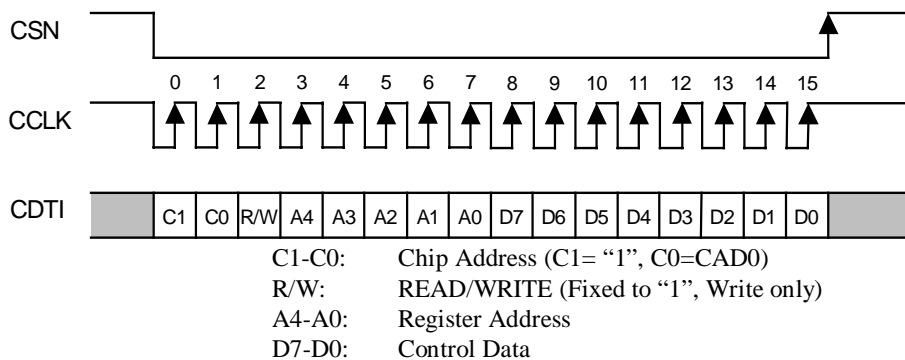 CSN
0 1 2 3 4 5 6 7 8 9 10 11 12 13 14 15
CCLK
CDTI C1 C0 R/W A4 A3 A2 A1 A0 D7 D6 D5 D4 D3 D2 D1 D0
C1-C0: Chip Address (C1= “1”, C0=CAD0)
R/W: READ/WRITE (Fixed to “1”, Write only)
A4-A0: Register Address
D7-D0: Control Data